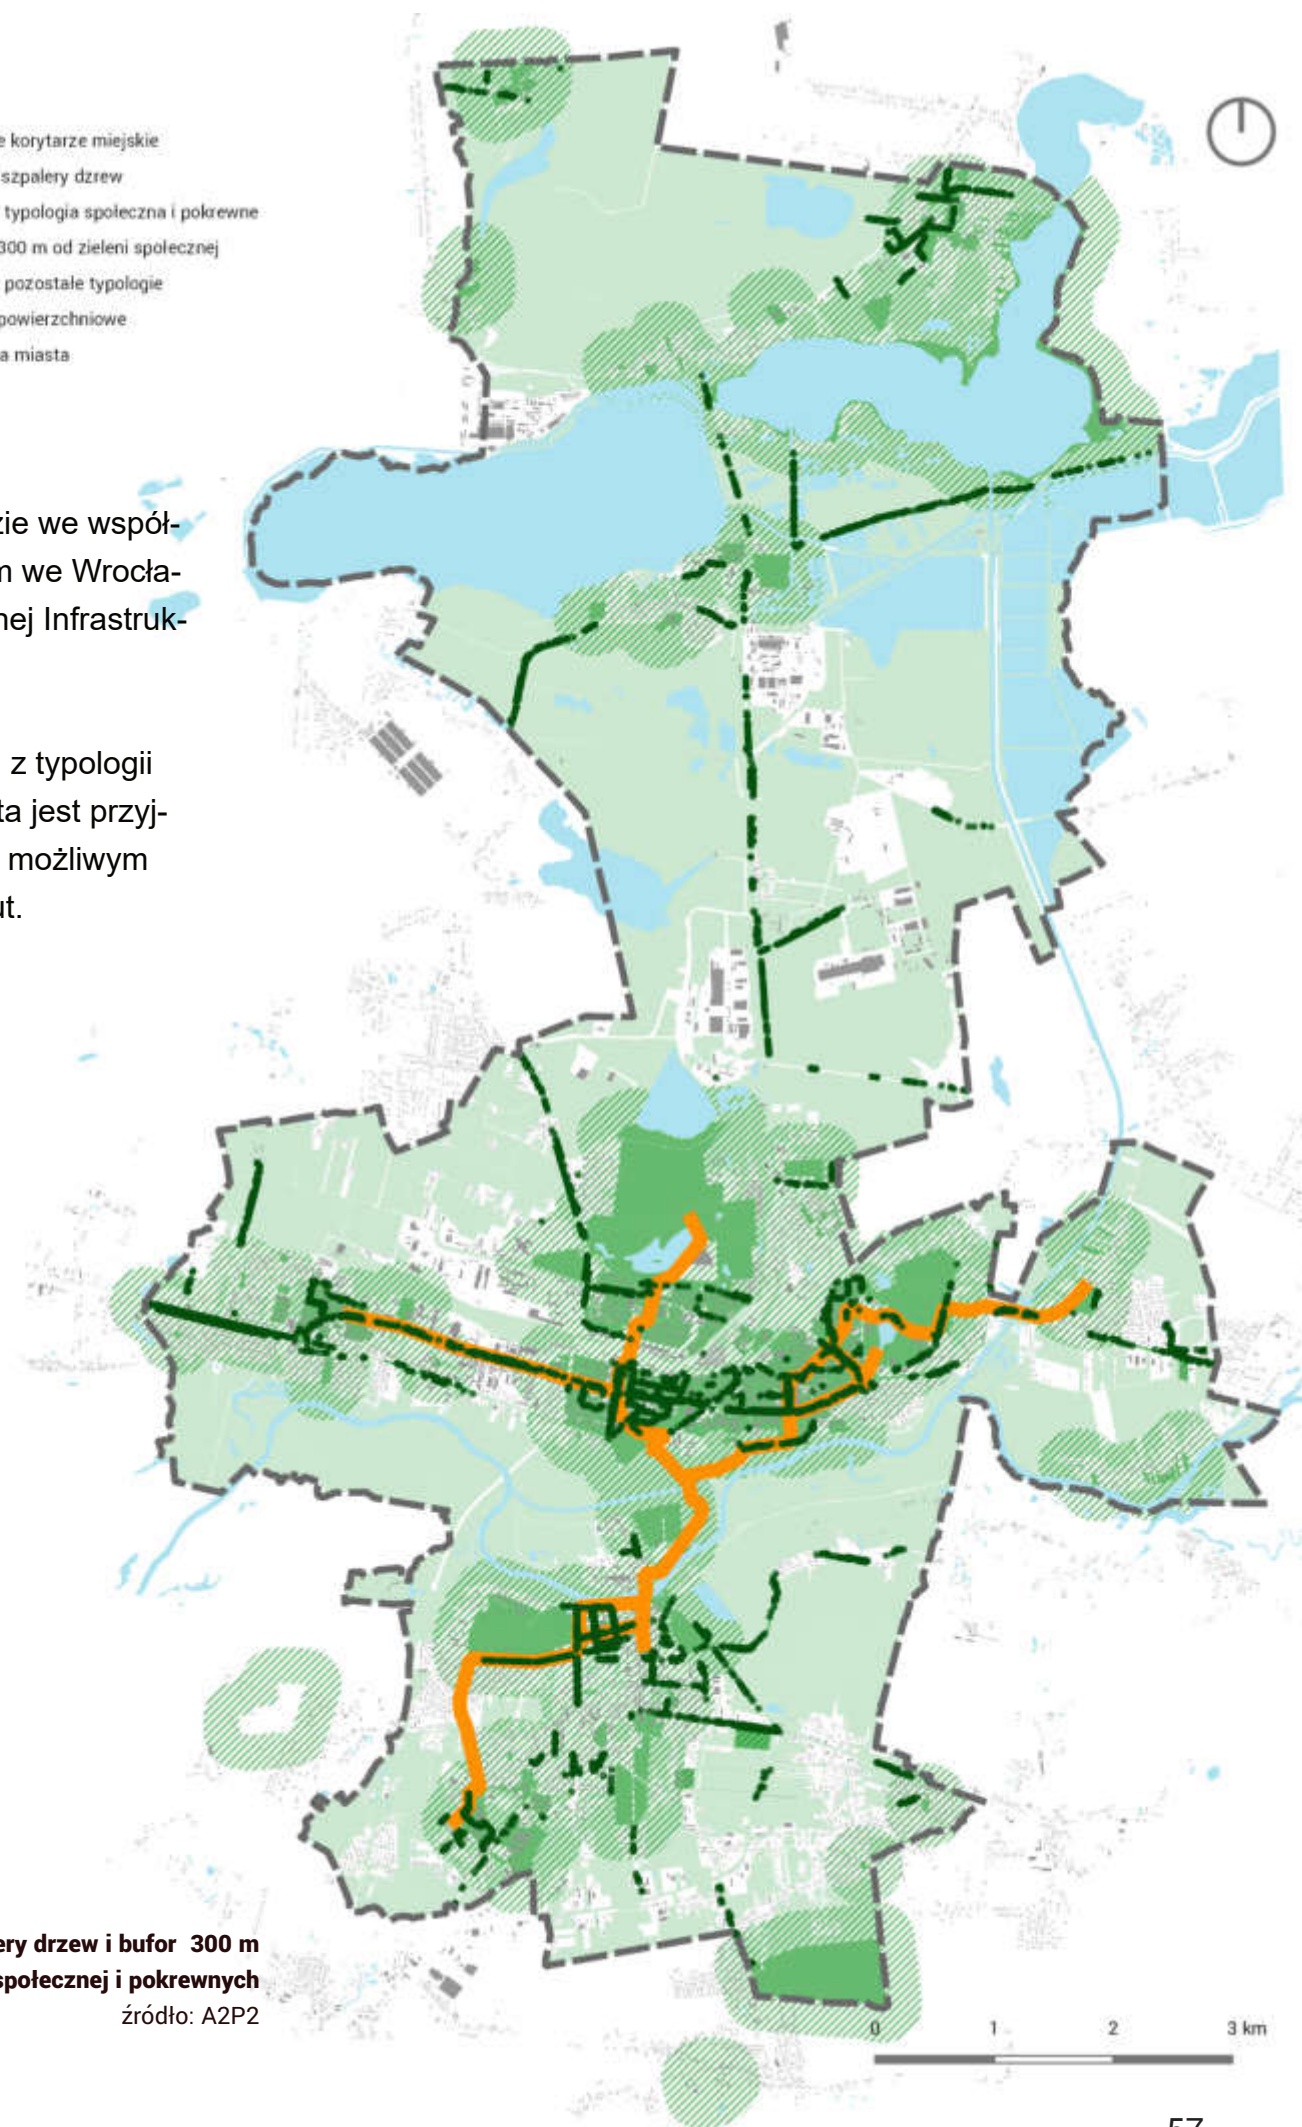 e korytarze miejskie
szpalery dzrew
typologia społeczna i pokrewne
300 m od zieleni społecznej
pozostałe typologie
powierzchniowe
a miasta
zie we współ-
m we Wrocła-
nej Infrastruk-
z typologii
ta jest przyj-
możliwym
ut.
ery drzew i bufor 300 m
społecznej i pokrewnych
źródło: A2P2
0 1 2 3 km
57